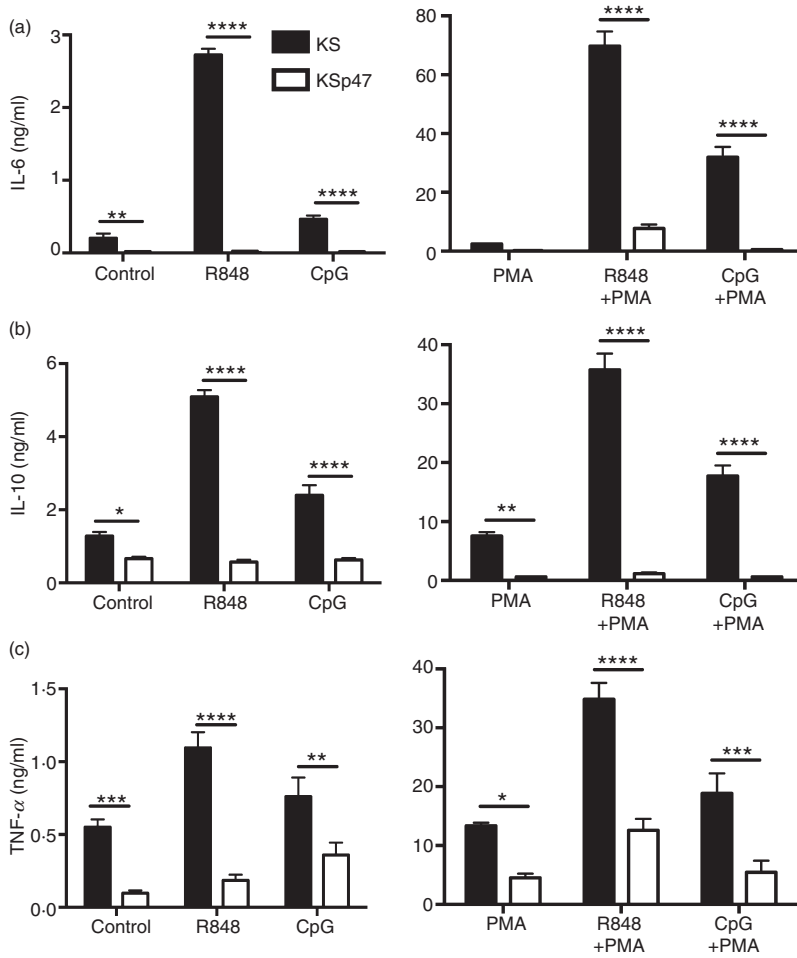 (a)
IL-6 (ng/ml)
3
2
1
0
**
****
****
KS
KSp47
Control
R848
CpG
80
60
40
20
0
****
****
PMA
R848
+PMA
CpG
+PMA
(b)
IL-10 (ng/ml)
6
4
2
0
*
****
****
Control
R848
CpG
40
30
20
10
0
**
****
****
PMA
R848
+PMA
CpG
+PMA
(c)
TNF-α (ng/ml)
1·5
1·0
0·5
0·0
***
****
**
Control
R848
CpG
40
30
20
10
0
*
****
***
PMA
R848
+PMA
CpG
+PMA